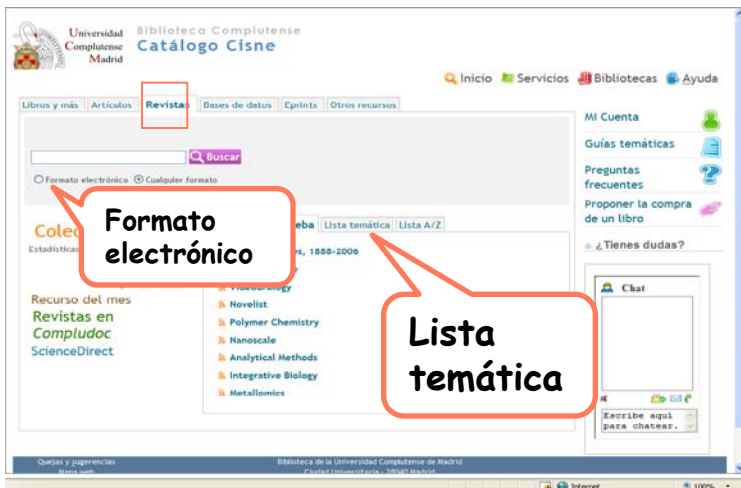 Universidad
Complutense
Madrid
Biblioteca Complutense
Catálogo Cisne
Inicio Servicios Bibliotecas Ayuda
Libros y más Artículos Revistas Bases de datos Eprints Otros recursos
Buscar
Formato electrónico Cualquier formato
Formato
electrónico
Lista temática Lista A/Z
Estadísticas
, 1888-2006
Novelist
Polymer Chemistry
Nanoscale
Analytical Methods
Integrative Biology
Metallomics
Recurso del mes
Revistas en
Compludoc
ScienceDirect
Lista
temática
Mi Cuenta
Guías temáticas
Preguntas
frecuentes
Proponer la compra
de un libro
¿Tienes dudas?
Chat
Escribe aquí
para chatear.
Quejas y sugerencias
Biblioteca de la Universidad Complutense de Madrid
Internet
100%